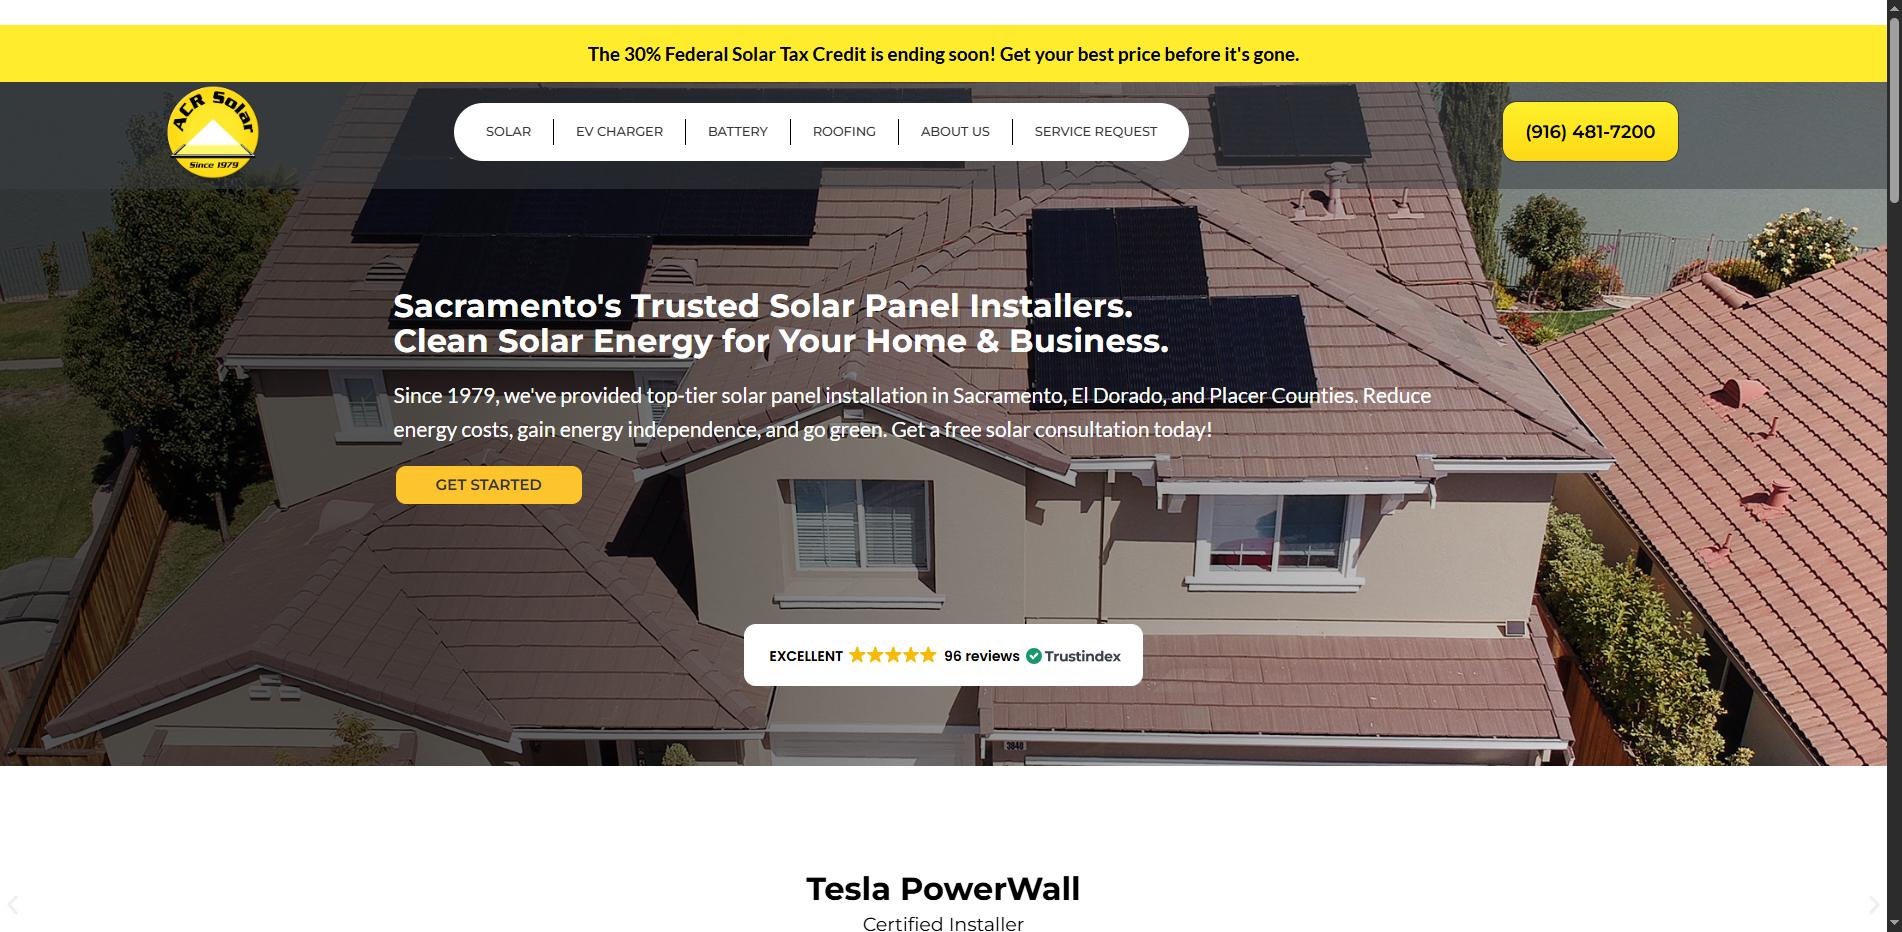 The 30% Federal Solar Tax Credit is ending soon! Get your best price before it's gone.
ACR Solar
Since 1979
SOLAR
EV CHARGER
BATTERY
ROOFING
ABOUT US
SERVICE REQUEST
(916) 481-7200
Sacramento's Trusted Solar Panel Installers.
Clean Solar Energy for Your Home & Business.
Since 1979, we've provided top-tier solar panel installation in Sacramento, El Dorado, and Placer Counties. Reduce
energy costs, gain energy independence, and go green. Get a free solar consultation today!
GET STARTED
EXCELLENT 96 reviews Trustindex
3840
Tesla PowerWall
Certified Installer